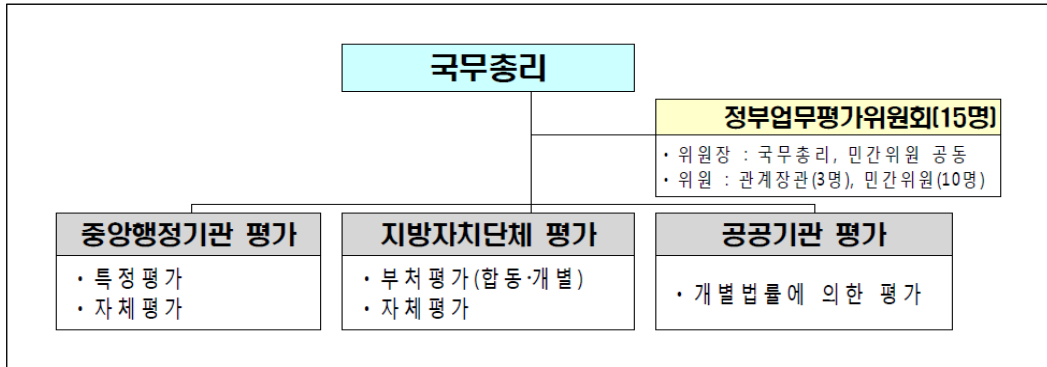 국무총리
정부업무평가위원회(15명)
• 위원장 : 국무총리, 민간위원 공동
• 위원 : 관계장관(3명), 민간위원(10명)
중앙행정기관 평가
• 특정평가
• 자체평가
지방자치단체 평가
• 부처평가(합동·개별)
• 자체평가
공공기관 평가
• 개별법률에 의한 평가